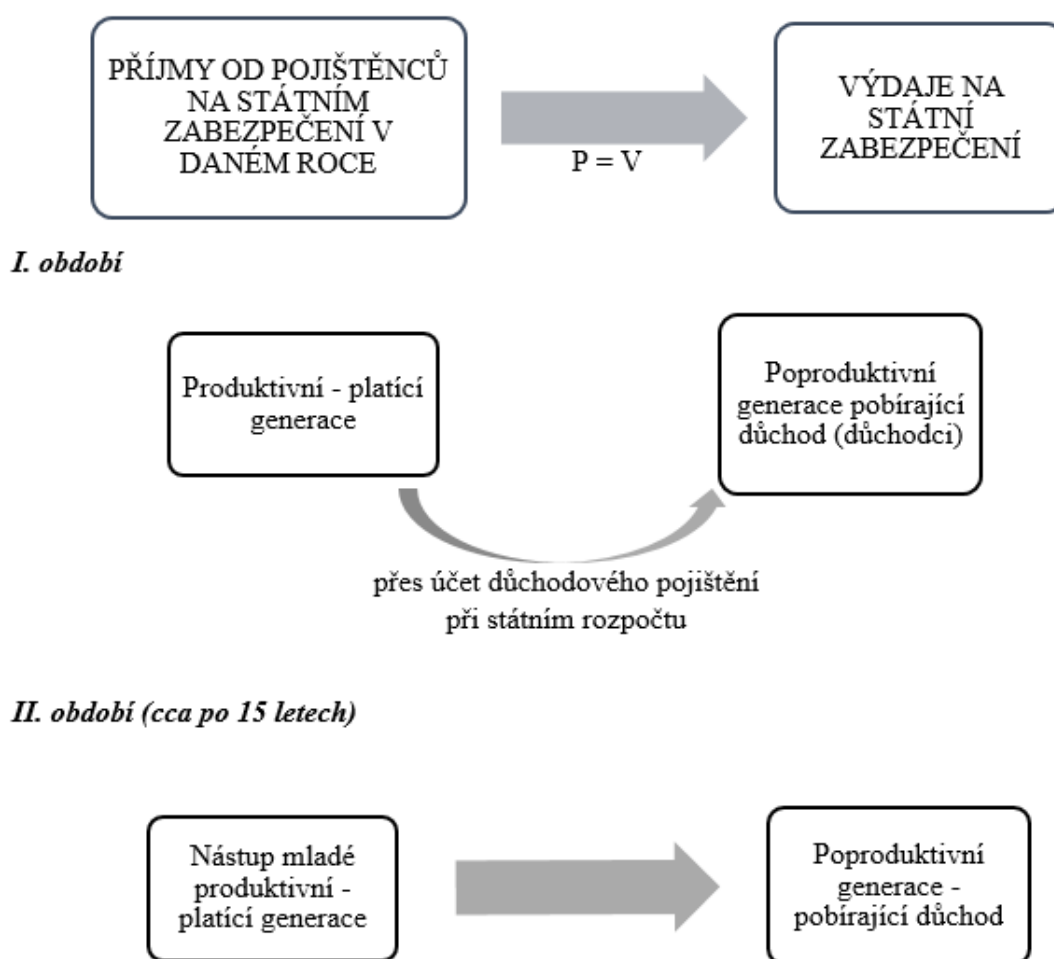 PŘÍJMY OD POJIŠTĚNCŮ
NA STÁTNÍM
ZABEZPEČENÍ V
DANÉM ROCE
P = V
VÝDAJE NA
STÁTNÍ
ZABEZPEČENÍ
I. období
Produktivní - platící
generace
Poproduktivní
generace pobírající
důchod (důchodci)
přes účet důchodového pojištění
při státním rozpočtu
II. období (cca po 15 letech)
Nástup mladé
produktivní -
platící generace
Poproduktivní
generace -
pobírající důchod